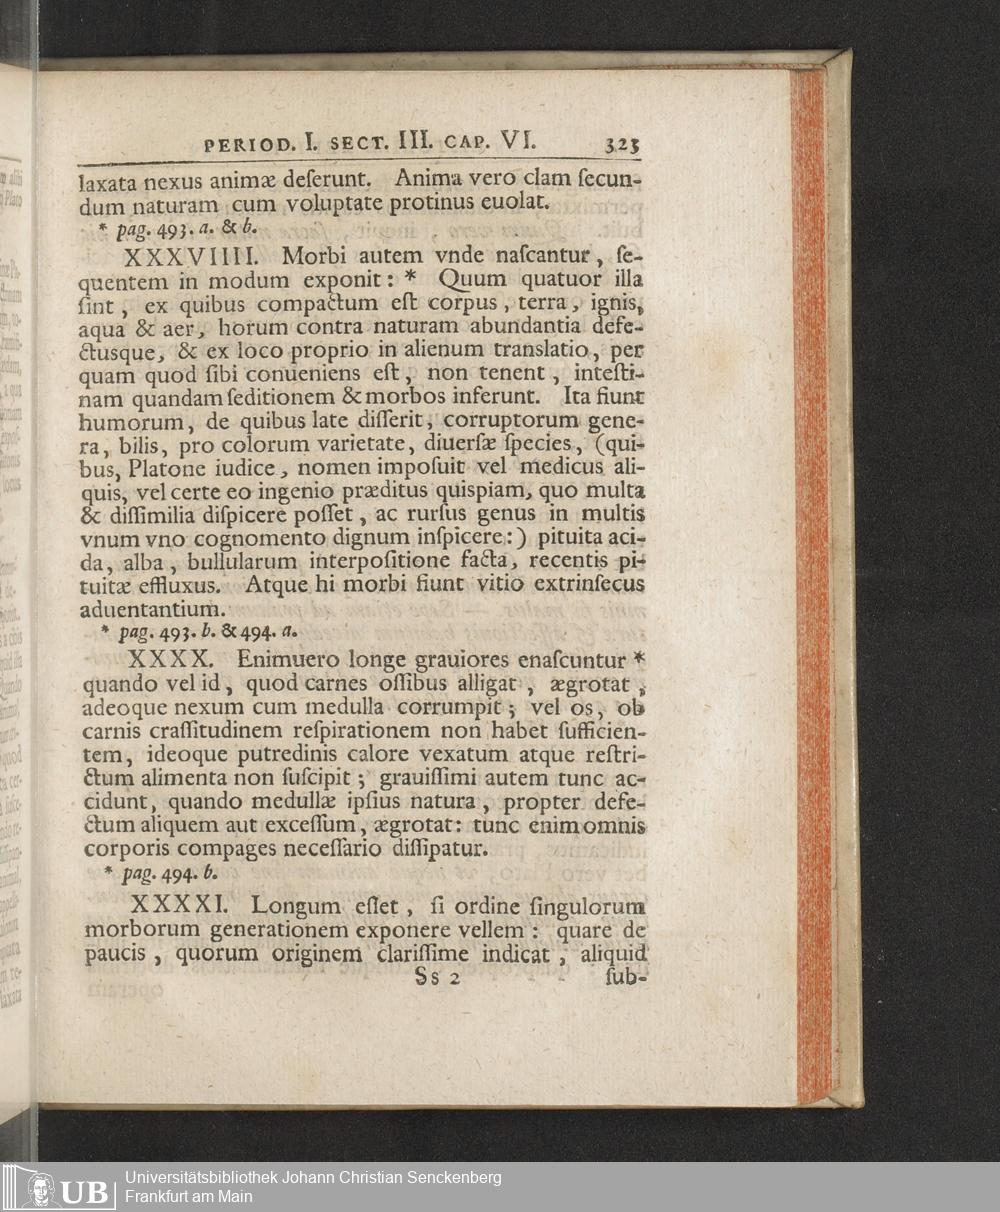 PERIOD. I. SECT. III. CAP. VI. 323
laxata nexus animæ deſerunt. Anima vero clam ſecun-
dum naturam cum voluptate protinus euolat.
* pag. 493. a. & b.
XXXVIIII. Morbi autem vnde naſcantur, ſe-
quentem in modum exponit: * Quum quatuor illa
ſint, ex quibus compactum eſt corpus, terra, ignis,
aqua & aer, horum contra naturam abundantia defe-
ctusque, & ex loco proprio in alienum translatio, per
quam quod ſibi conueniens eſt, non tenent, inteſti-
nam quandam ſeditionem & morbos inferunt. Ita fiunt
humorum, de quibus late diſſerit, corruptorum gene-
ra, bilis, pro colorum varietate, diuerſæ ſpecies, (qui-
bus, Platone iudice, nomen impoſuit vel medicus ali-
quis, vel certe eo ingenio præditus quispiam, quo multa
& diſſimilia diſpicere poſſet, ac rurſus genus in multis
vnum vno cognomento dignum inſpicere:) pituita aci-
da, alba, bullularum interpoſitione facta, recentis pi-
tuitæ effluxus. Atque hi morbi fiunt vitio extrinſecus
aduentantium.
* pag. 493. b. & 494. a.
XXXX. Enimuero longe grauiores enaſcuntur *
quando vel id, quod carnes oſſibus alligat, ægrotat,
adeoque nexum cum medulla corrumpit; vel os, ob
carnis craſſitudinem reſpirationem non habet ſufficien-
tem, ideoque putredinis calore vexatum atque reſtri-
ctum alimenta non ſuſcipit; grauiſſimi autem tunc ac-
cidunt, quando medullæ ipſius natura, propter defe-
ctum aliquem aut exceſſum, ægrotat: tunc enim omnis
corporis compages neceſſario diſſipatur.
* pag. 494. b.
XXXXI. Longum eſſet, ſi ordine ſingulorum
morborum generationem exponere vellem: quare de
paucis, quorum originem clariſſime indicat, aliquid
Ss 2 ſub-
UB
Universitätsbibliothek Johann Christian Senckenberg
Frankfurt am Main